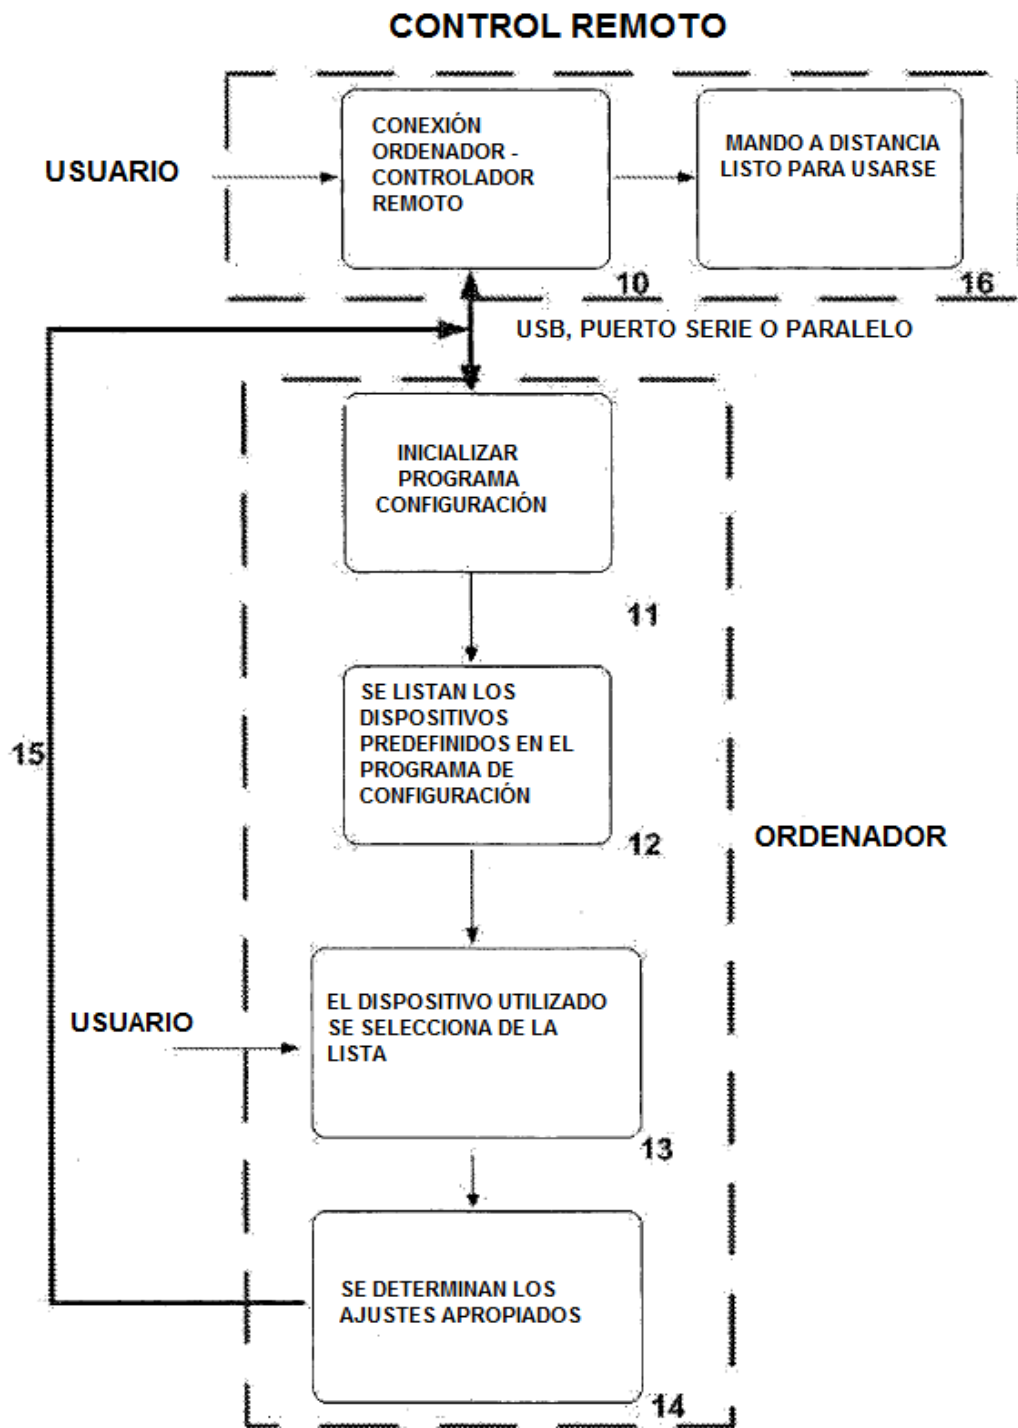 CONTROL REMOTO
USUARIO
CONEXIÓN
ORDENADOR -
CONTROLADOR
REMOTO
10
MANDO A DISTANCIA
LISTO PARA USARSE
16
USB, PUERTO SERIE O PARALELO
INICIALIZAR
PROGRAMA
CONFIGURACIÓN
11
SE LISTAN LOS
DISPOSITIVOS
PREDEFINIDOS EN EL
PROGRAMA DE
CONFIGURACIÓN
12
15
ORDENADOR
USUARIO
EL DISPOSITIVO UTILIZADO
SE SELECCIONA DE LA
LISTA
13
SE DETERMINAN LOS
AJUSTES APROPIADOS
14